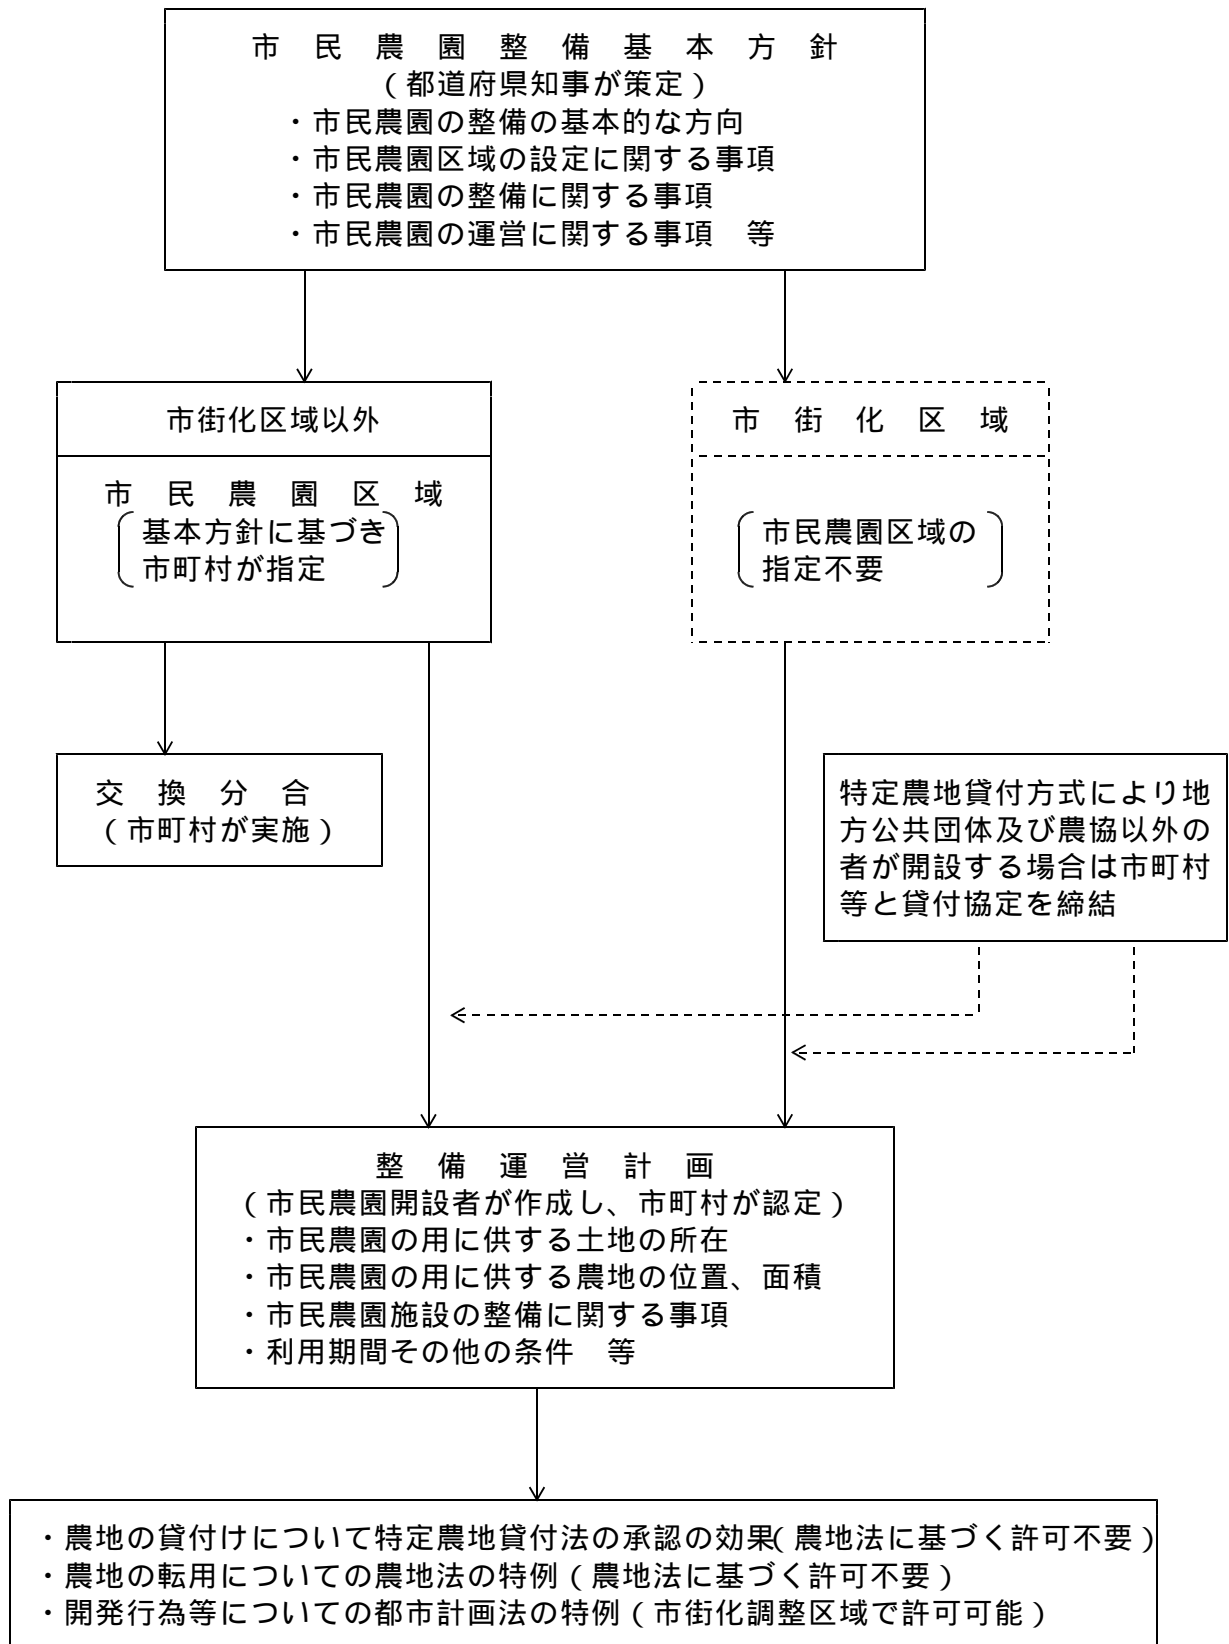 市民農園整備基本方針
（都道府県知事が策定）
・市民農園の整備の基本的な方向
・市民農園区域の設定に関する事項
・市民農園の整備に関する事項
・市民農園の運営に関する事項　等
市街化区域以外
市民農園区域
基本方針に基づき
市町村が指定
市街化区域
市民農園区域の
指定不要
交換分合
（市町村が実施）
特定農地貸付方式により地
方公共団体及び農協以外の
者が開設する場合は市町村
等と貸付協定を締結
整備運営計画
（市民農園開設者が作成し、市町村が認定）
・市民農園の用に供する土地の所在
・市民農園の用に供する農地の位置、面積
・市民農園施設の整備に関する事項
・利用期間その他の条件　等
・農地の貸付けについて特定農地貸付法の承認の効果（農地法に基づく許可不要）
・農地の転用についての農地法の特例（農地法に基づく許可不要）
・開発行為等についての都市計画法の特例（市街化調整区域で許可可能）